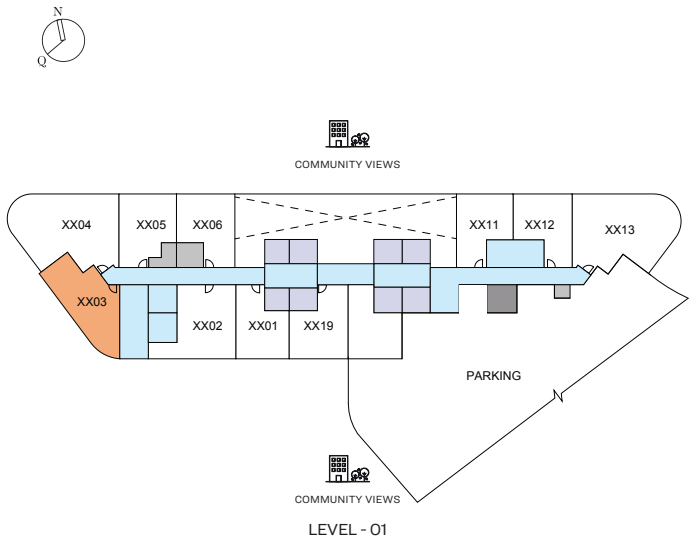 N
Q
COMMUNITY VIEWS
XX04
XX05
XX06
XX11
XX12
XX13
XX03
XX02
XX01
XX19
PARKING
COMMUNITY VIEWS
LEVEL - 01